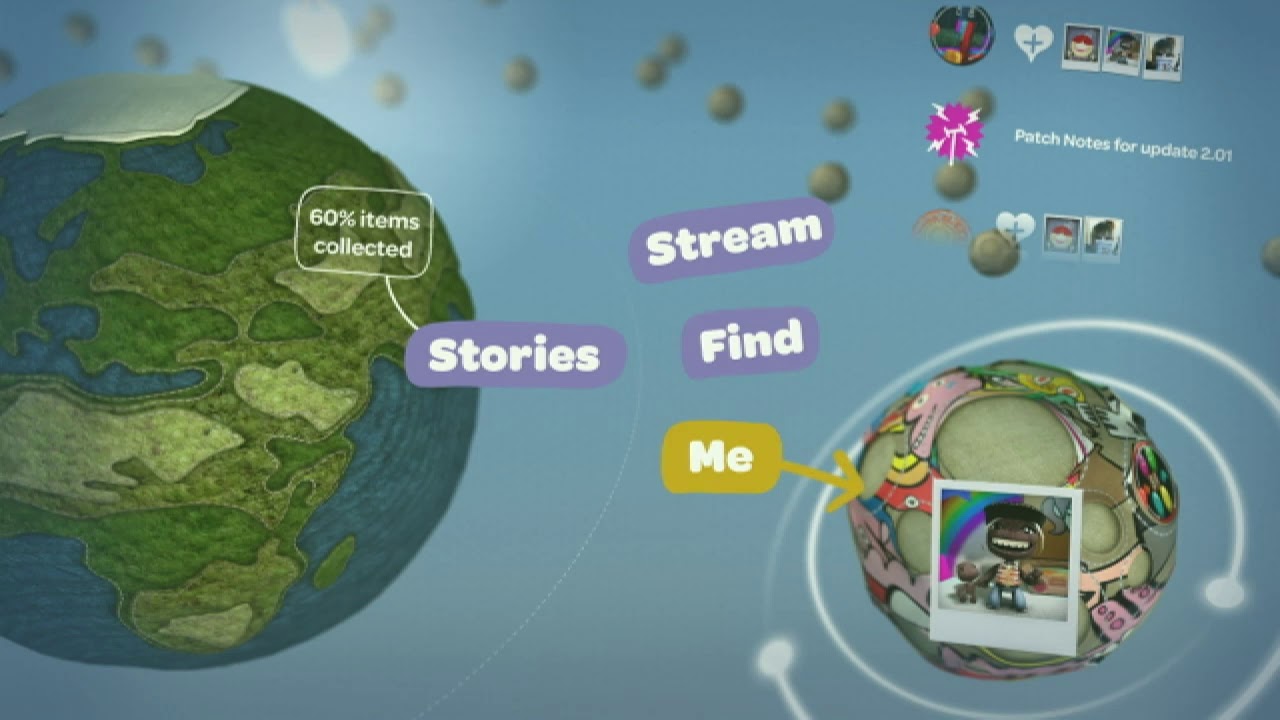 Patch Notes for update 2.01
60% items
collected
Stream
Stories
Find
Me